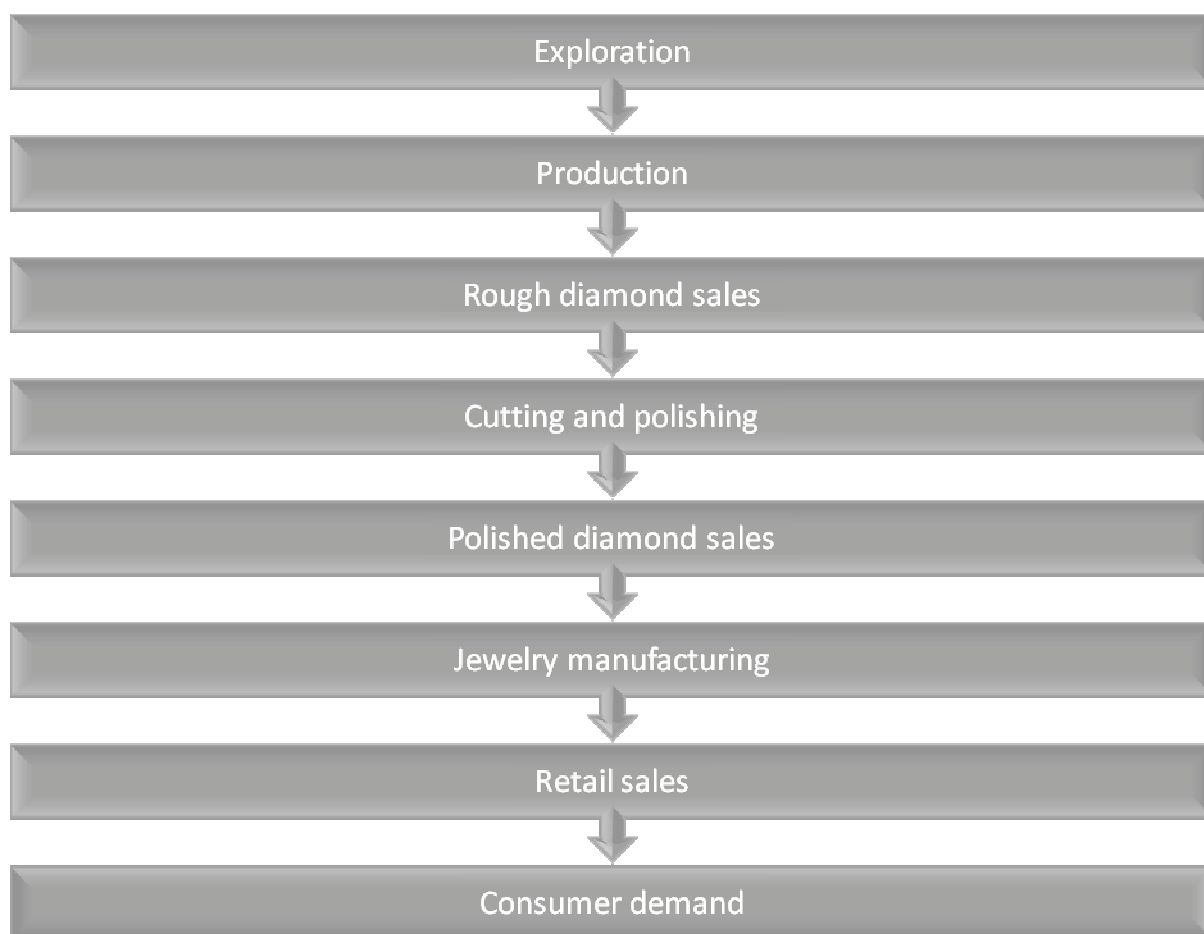 Exploration
Production
Rough diamond sales
Cutting and polishing
Polished diamond sales
Jewelry manufacturing
Retail sales
Consumer demand